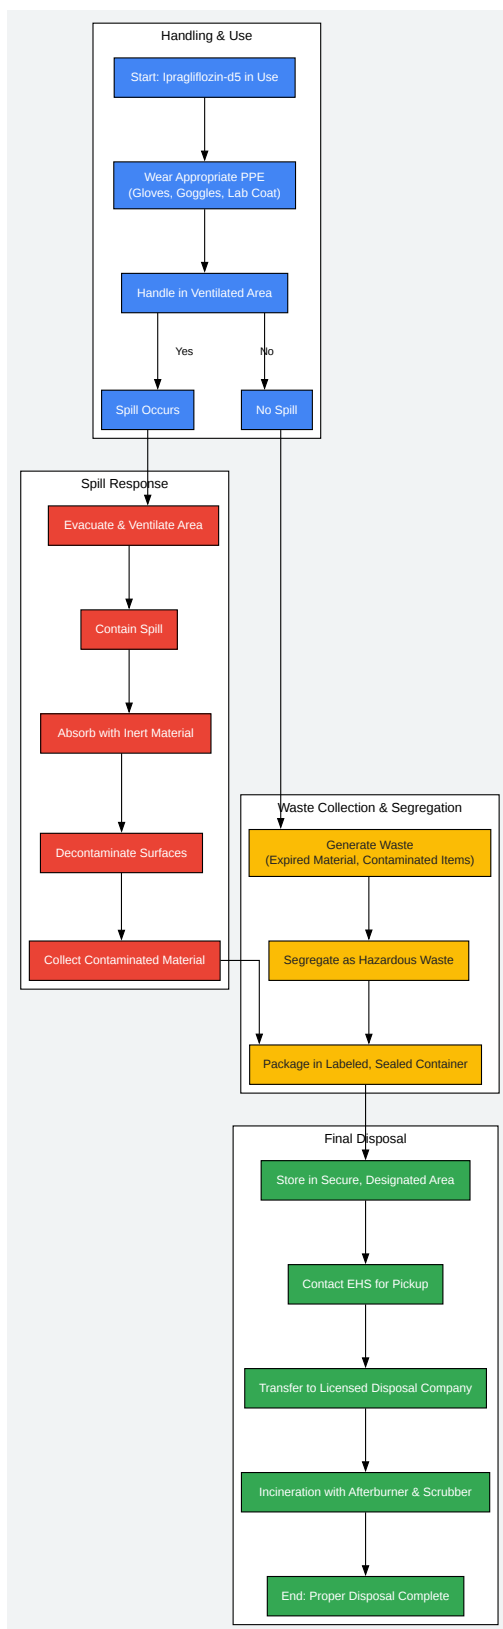 Handling & Use
Start: Ipragliflozin-d5 in Use
Wear Appropriate PPE
(Gloves, Goggles, Lab Coat)
Handle in Ventilated Area
Yes
No
Spill Occurs
No Spill
Spill Response
Evacuate & Ventilate Area
Contain Spill
Absorb with Inert Material
Decontaminate Surfaces
Collect Contaminated Material
Waste Collection & Segregation
Generate Waste
(Expired Material, Contaminated Items)
Segregate as Hazardous Waste
Package in Labeled, Sealed Container
Final Disposal
Store in Secure, Designated Area
Contact EHS for Pickup
Transfer to Licensed Disposal Company
Incineration with Afterburner & Scrubber
End: Proper Disposal Complete